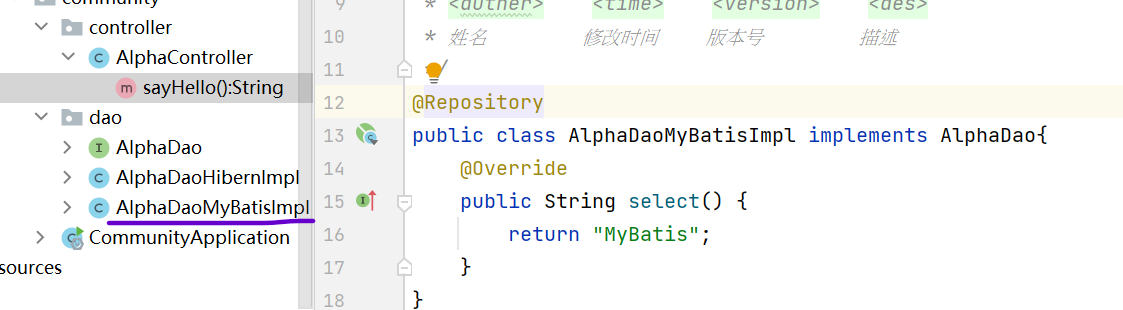 community
controller
AlphaController
sayHello():String
dao
AlphaDao
AlphaDaoHibernImpl
AlphaDaoMyBatisImpl
CommunityApplication
sources
9 * <auther> <time> <version> <des>
10 * 姓名 修改时间 版本号 描述
11
12 @Repository
13 public class AlphaDaoMyBatisImpl implements AlphaDao{
14 @Override
15 public String select() {
16 return "MyBatis";
17 }
18 }